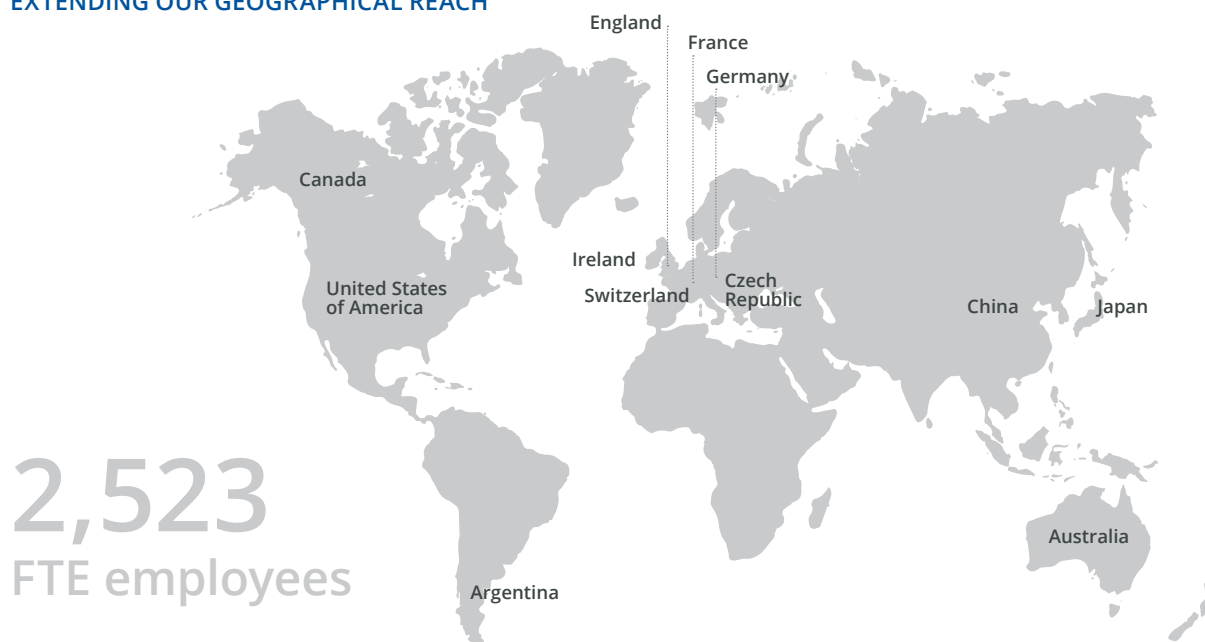 EXTENDING OUR GEOGRAPHICAL REACH
England
France
Germany
Canada
Ireland
United States
of America
Switzerland
Czech
Republic
China
Japan
2,523
FTE employees
Australia
Argentina